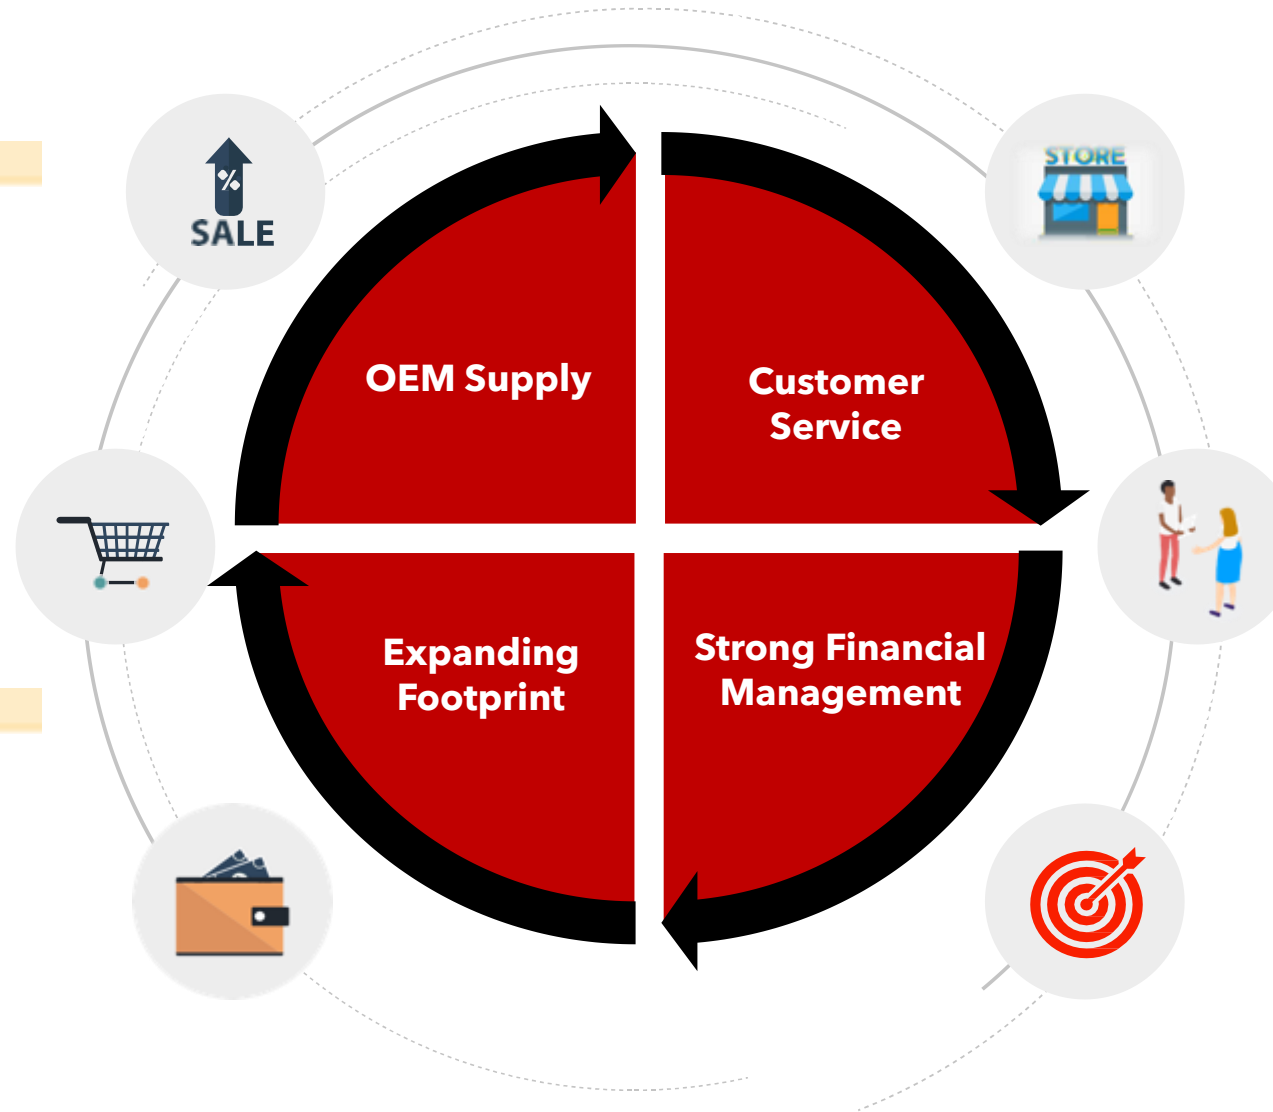 STORE
%
SALE
OEM Supply
Customer
Service
Expanding
Footprint
Strong Financial
Management